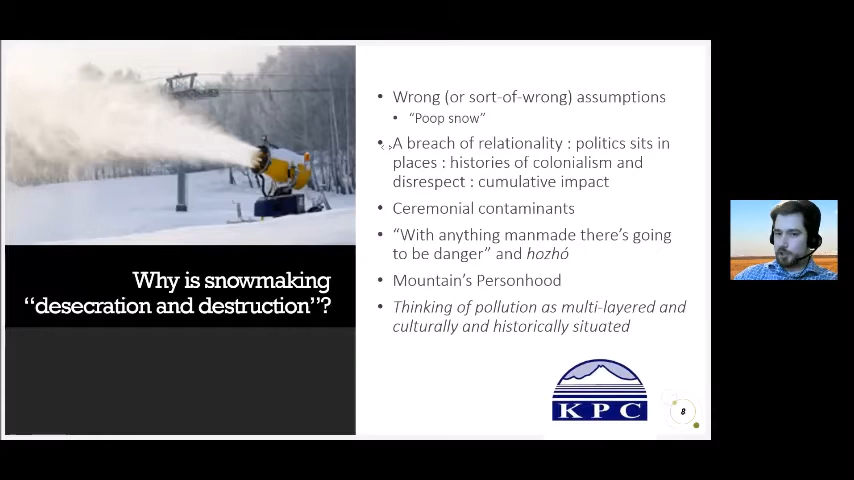 Why is snowmaking
“desecration and destruction”?
• Wrong (or sort-of-wrong) assumptions
• “Poop snow”
• A breach of relationality : politics sits in
places : histories of colonialism and
disrespect : cumulative impact
• Ceremonial contaminants
• “With anything manmade there’s going
to be danger” and hozhó
• Mountain’s Personhood
• Thinking of pollution as multi-layered and
culturally and historically situated
KPC
8